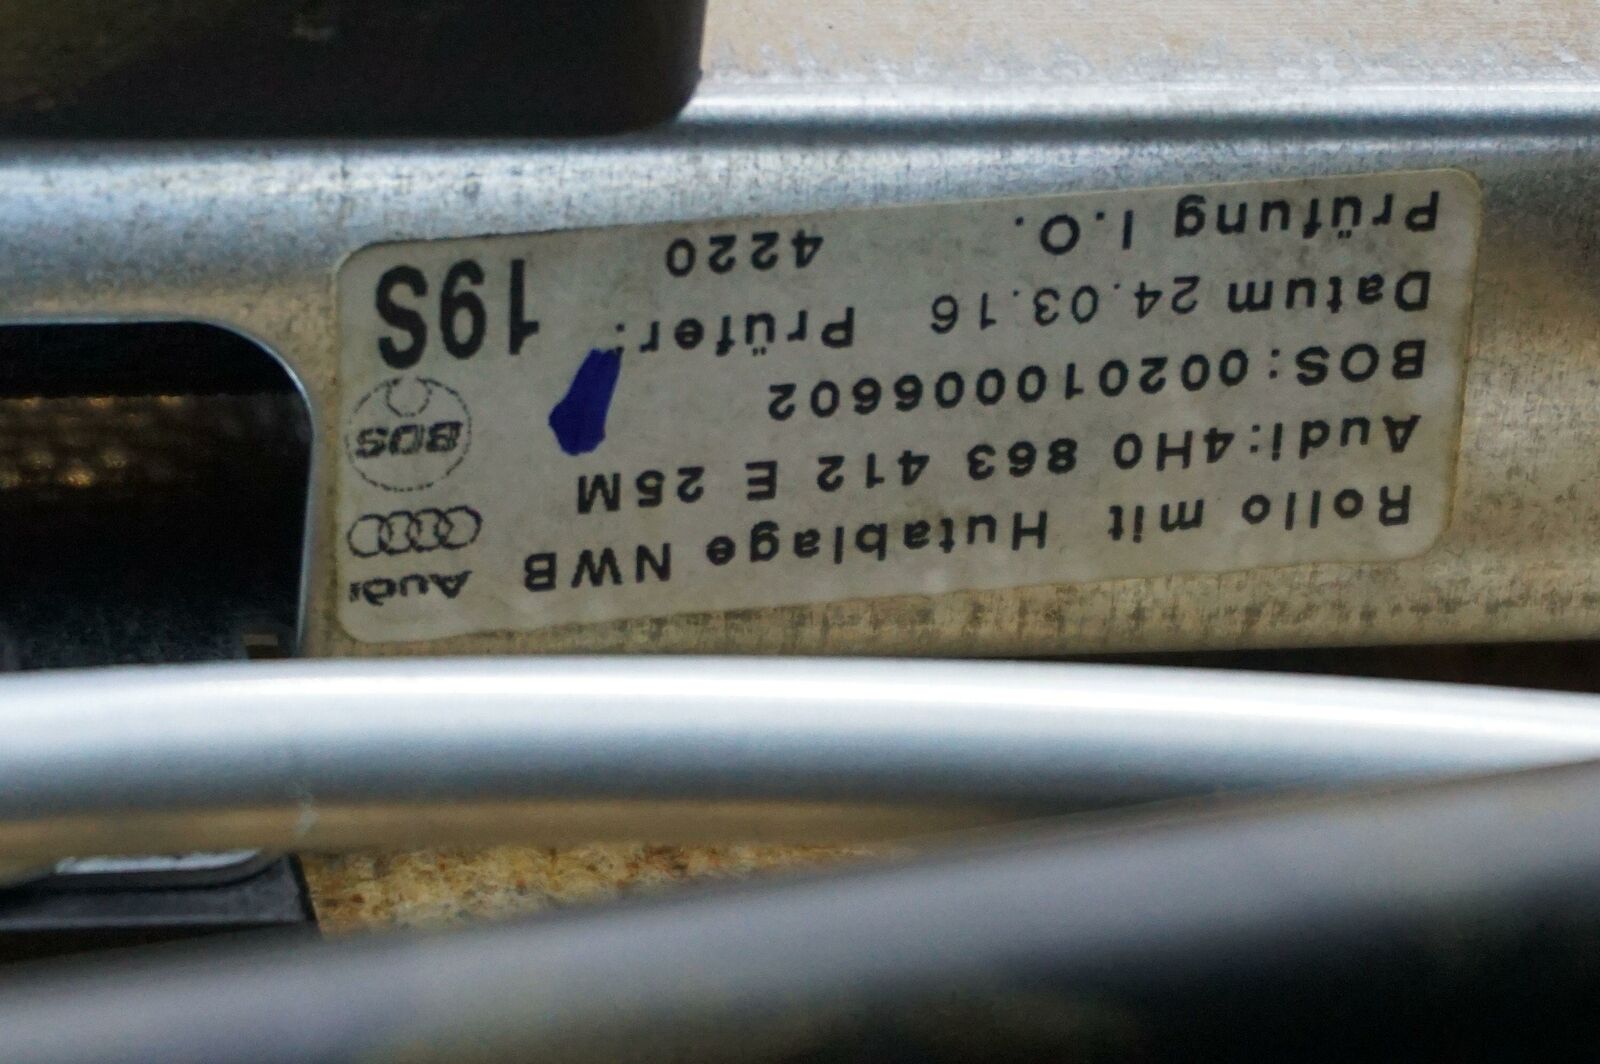 Rollo mit Hutablage NWB
Audi
Audi:4H0 863 412 E 25M
BOS:002010006602
BOS
Datum 24.03.16 Prüfer:
19S
Prüfung I.O. 4220